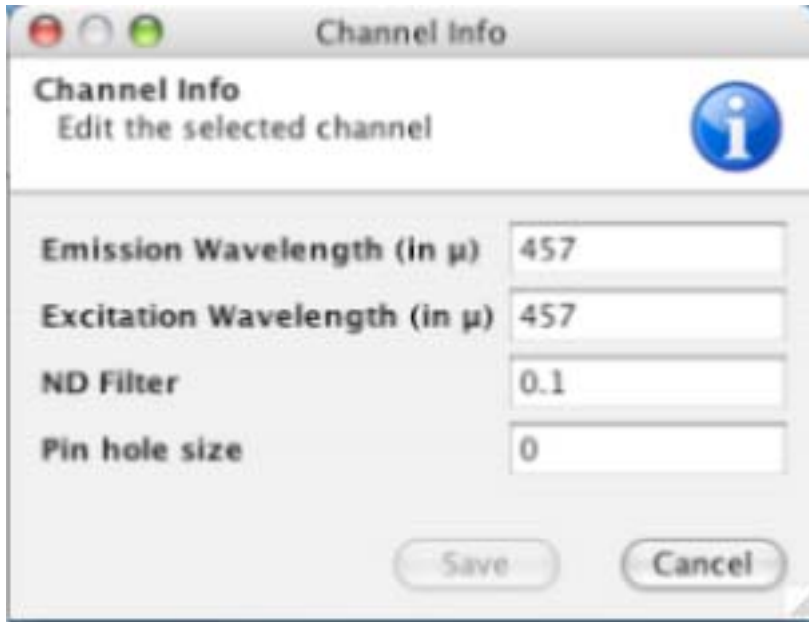 Channel Info
Channel Info
Edit the selected channel
Emission Wavelength (in µ) 457
Excitation Wavelength (in µ) 457
ND Filter 0.1
Pin hole size 0
Save Cancel